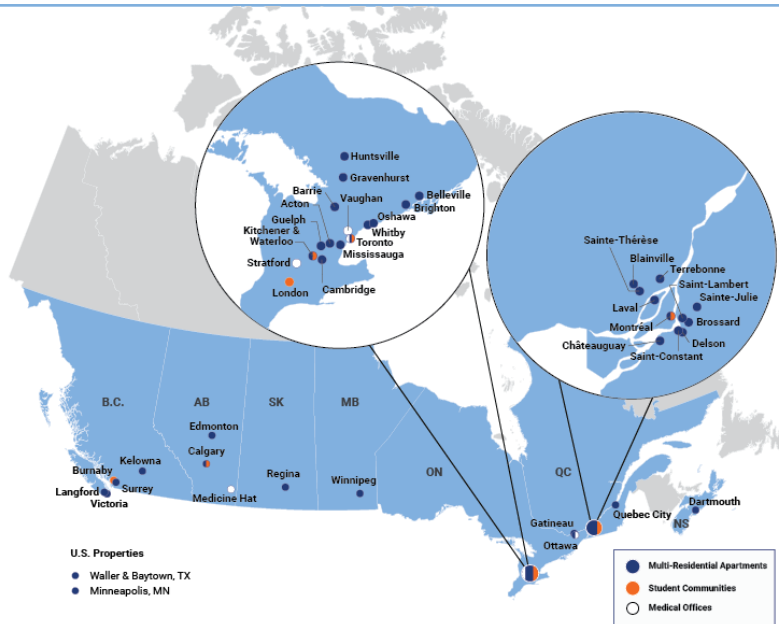 Huntsville
Gravenhurst
Barrie
Vaughan
Belleville
Acton
Brighton
Guelph
Oshawa
Kitchener &
Waterloo
Whitby
Toronto
Mississauga
Stratford
London
Cambridge
Sainte-Thérèse
Blainville
Terrebonne
Saint-Lambert
Sainte-Julie
Laval
Montréal
Brossard
Châteauguay
Delson
Saint-Constant
B.C.
AB
SK
MB
ON
QC
NS
Edmonton
Calgary
Kelowna
Burnaby
Surrey
Langford
Victoria
Medicine Hat
Regina
Winnipeg
Gatineau
Ottawa
Quebec City
Dartmouth
U.S. Properties
Waller & Baytown, TX
Minneapolis, MN
Multi-Residential Apartments
Student Communities
Medical Offices